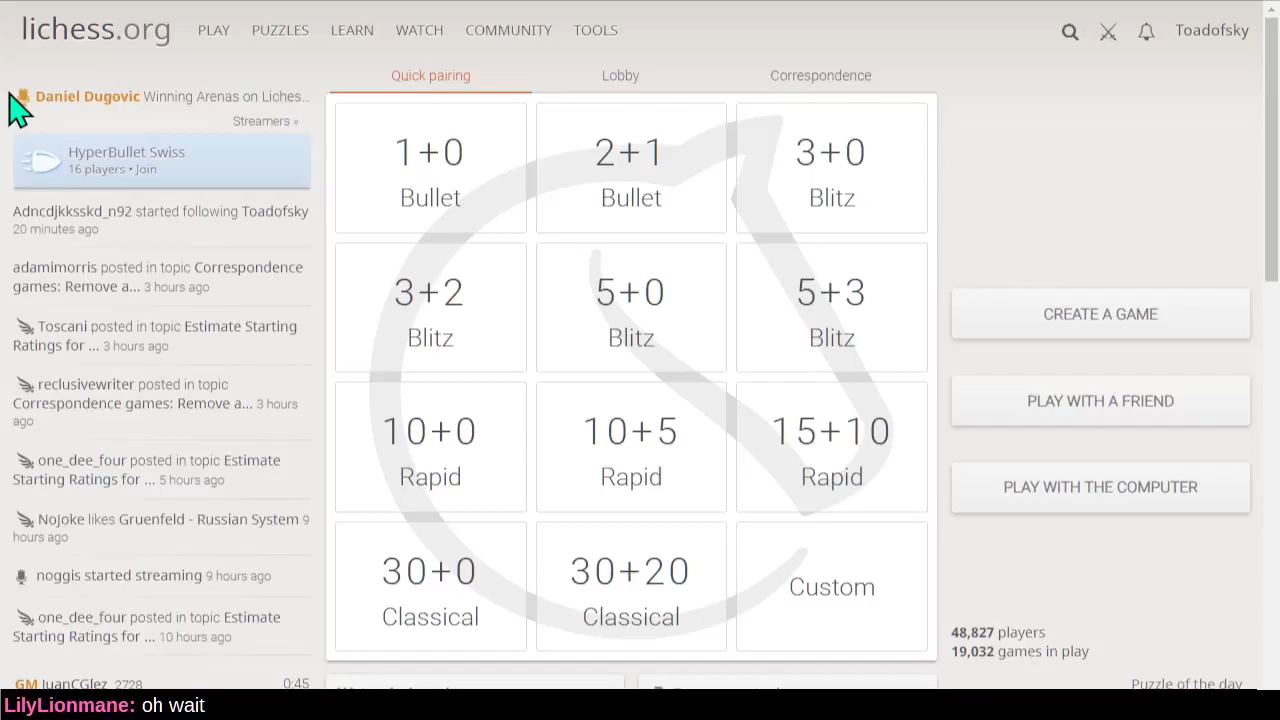 lichess.org PLAY PUZZLES LEARN WATCH COMMUNITY TOOLS Toadofsky
Quick pairing Lobby Correspondence
Daniel Dugovic Winning Arenas on Liches...
Streamers »
HyperBullet Swiss
16 players • Join
Adncdjkksskd_n92 started following Toadofsky
20 minutes ago
adamimorris posted in topic Correspondence
games: Remove a... 3 hours ago
Toscani posted in topic Estimate Starting
Ratings for ... 3 hours ago
reclusivewriter posted in topic
Correspondence games: Remove a... 3 hours
ago
one_dee_four posted in topic Estimate
Starting Ratings for ... 5 hours ago
NoJoke likes Gruenfeld - Russian System 9
hours ago
noggis started streaming 9 hours ago
one_dee_four posted in topic Estimate
Starting Ratings for ... 10 hours ago
GM JuanCGlez 2728 0:45
1+0
Bullet
2+1
Bullet
3+0
Blitz
3+2
Blitz
5+0
Blitz
5+3
Blitz
10+0
Rapid
10+5
Rapid
15+10
Rapid
30+0
Classical
30+20
Classical
Custom
CREATE A GAME
PLAY WITH A FRIEND
PLAY WITH THE COMPUTER
48,827 players
19,032 games in play
Puzzle of the day
LilyLionmane: oh wait